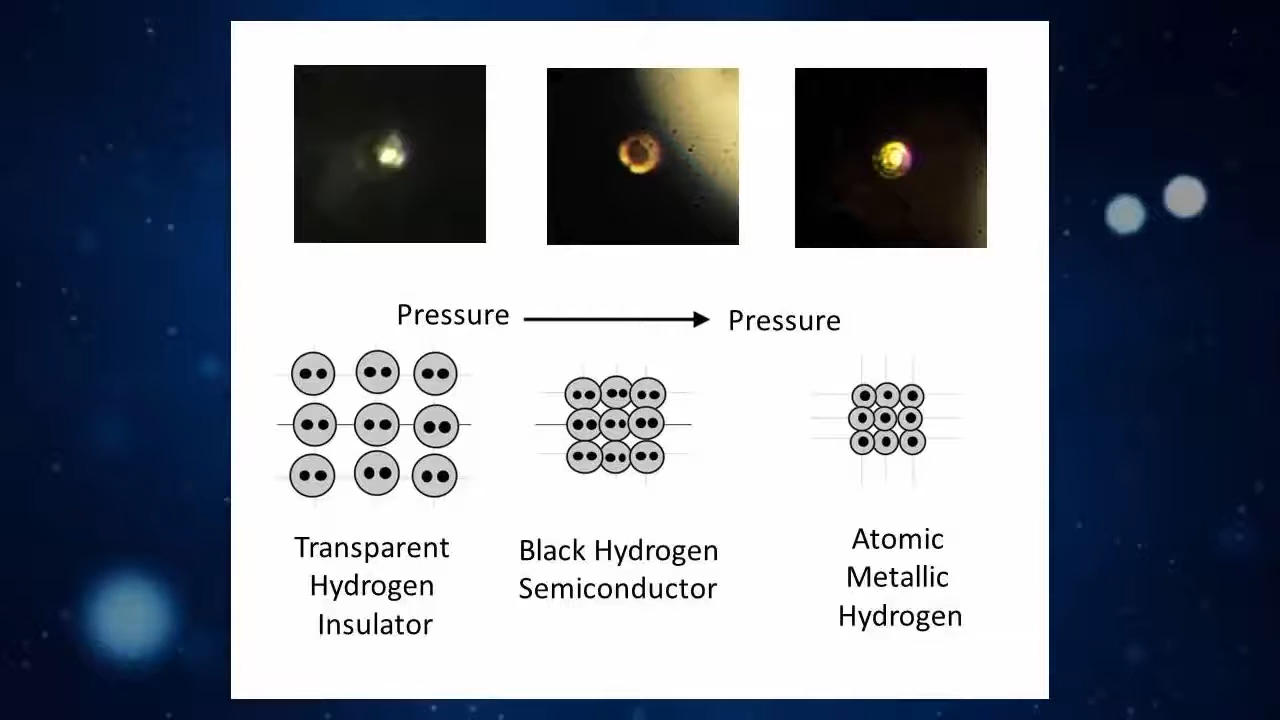 Pressure
Pressure
Transparent
Hydrogen
Insulator
Black Hydrogen
Semiconductor
Atomic
Metallic
Hydrogen